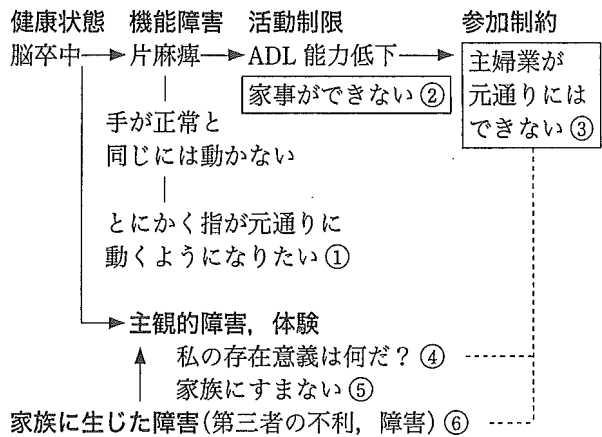 健康状態 機能障害 活動制限 参加制約
脳卒中 片麻痺 ADL 能力低下 主婦業が
家事ができない② 元通りには
できない③
手が正常と
同じには動かない
とにかく指が元通りに
動くようになりたい①
主観的障害，体験
私の存在意義は何だ？④
家族にすまない⑤
家族に生じた障害(第三者の不利，障害)⑥